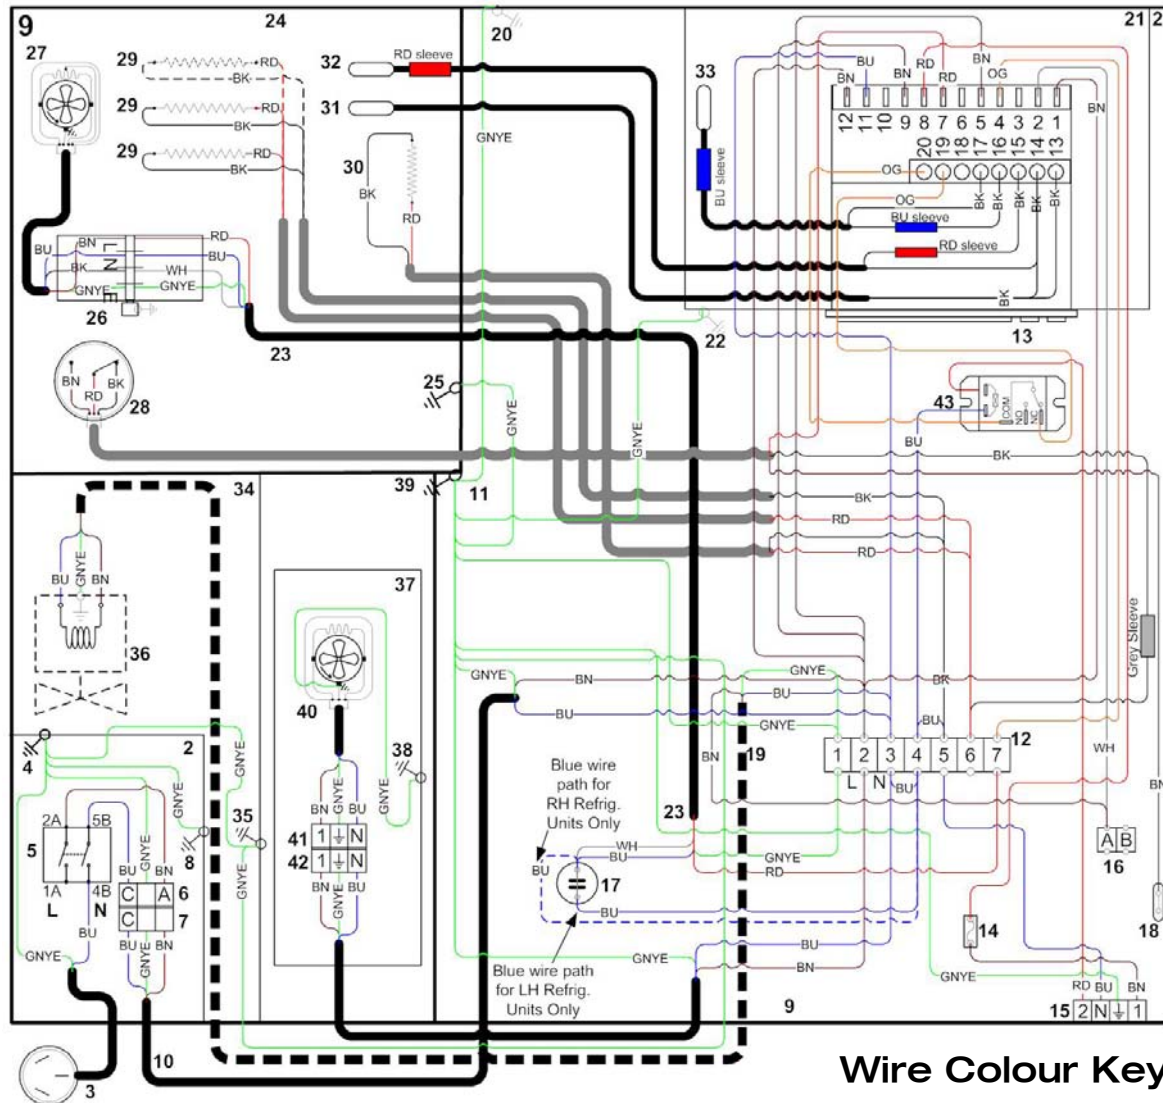 9
24
20
21
2
27
29
RD
BK
29
RD
BK
29
RD
BK
32
RD sleeve
31
30
BK
RD
GNYE
33
BU sleeve
BN
BU
BN
RD
RD
BN
OG
BN
12
11
10
9
8
7
6
5
4
3
2
1
20
19
18
17
16
15
14
13
OG
OG
BK
BK
BK
BK
BK
BU sleeve
RD sleeve
BK
BU
BN
L
RD
BU
BK
N
WH
GNYE
E
GNYE
26
23
22
13
BN
RD
BK
28
25
GNYE
GNYE
43
COM
NO
NC
BU
BK
34
39
11
BK
RD
RD
BU
GNYE
BN
36
37
Grey Sleeve
40
38
GNYE
GNYE
BN
BU
BK
BU
GNYE
BU
2
4
GNYE
GNYE
35
GNYE
19
BN
12
1
2
3
4
5
6
7
L
N
BU
WH
Blue wire
path for
RH Refrig.
Units Only
23
BN
GNYE
BU
GNYE
41
1
N
42
1
N
BN
GNYE
BU
2A
5B
5
1A
4B
L
N
BU
GNYE
BN
8
C
A
6
C
7
BU
GNYE
BN
BU
GNYE
WH
BU
GNYE
RD
BU
17
BU
A
B
16
BN
14
18
Blue wire path
for LH Refrig.
Units Only
GNYE
BU
BN
GNYE
RD
BU
BN
15
2
N
1
9
10
3
Wire Colour Key